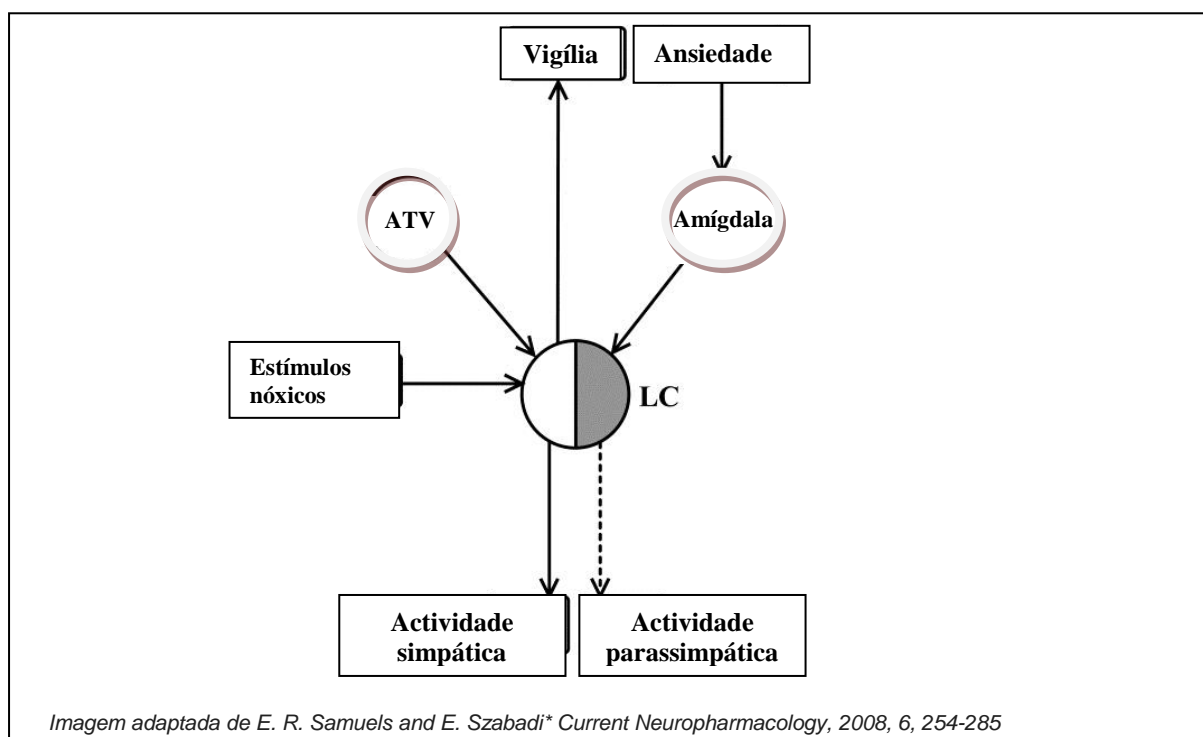 Vigília
Ansiedade
ATV
Amígdala
Estímulos
nóxicos
LC
Actividade
simpática
Actividade
parassimpática
Imagem adaptada de E. R. Samuels and E. Szabadi* Current Neuropharmacology, 2008, 6, 254-285